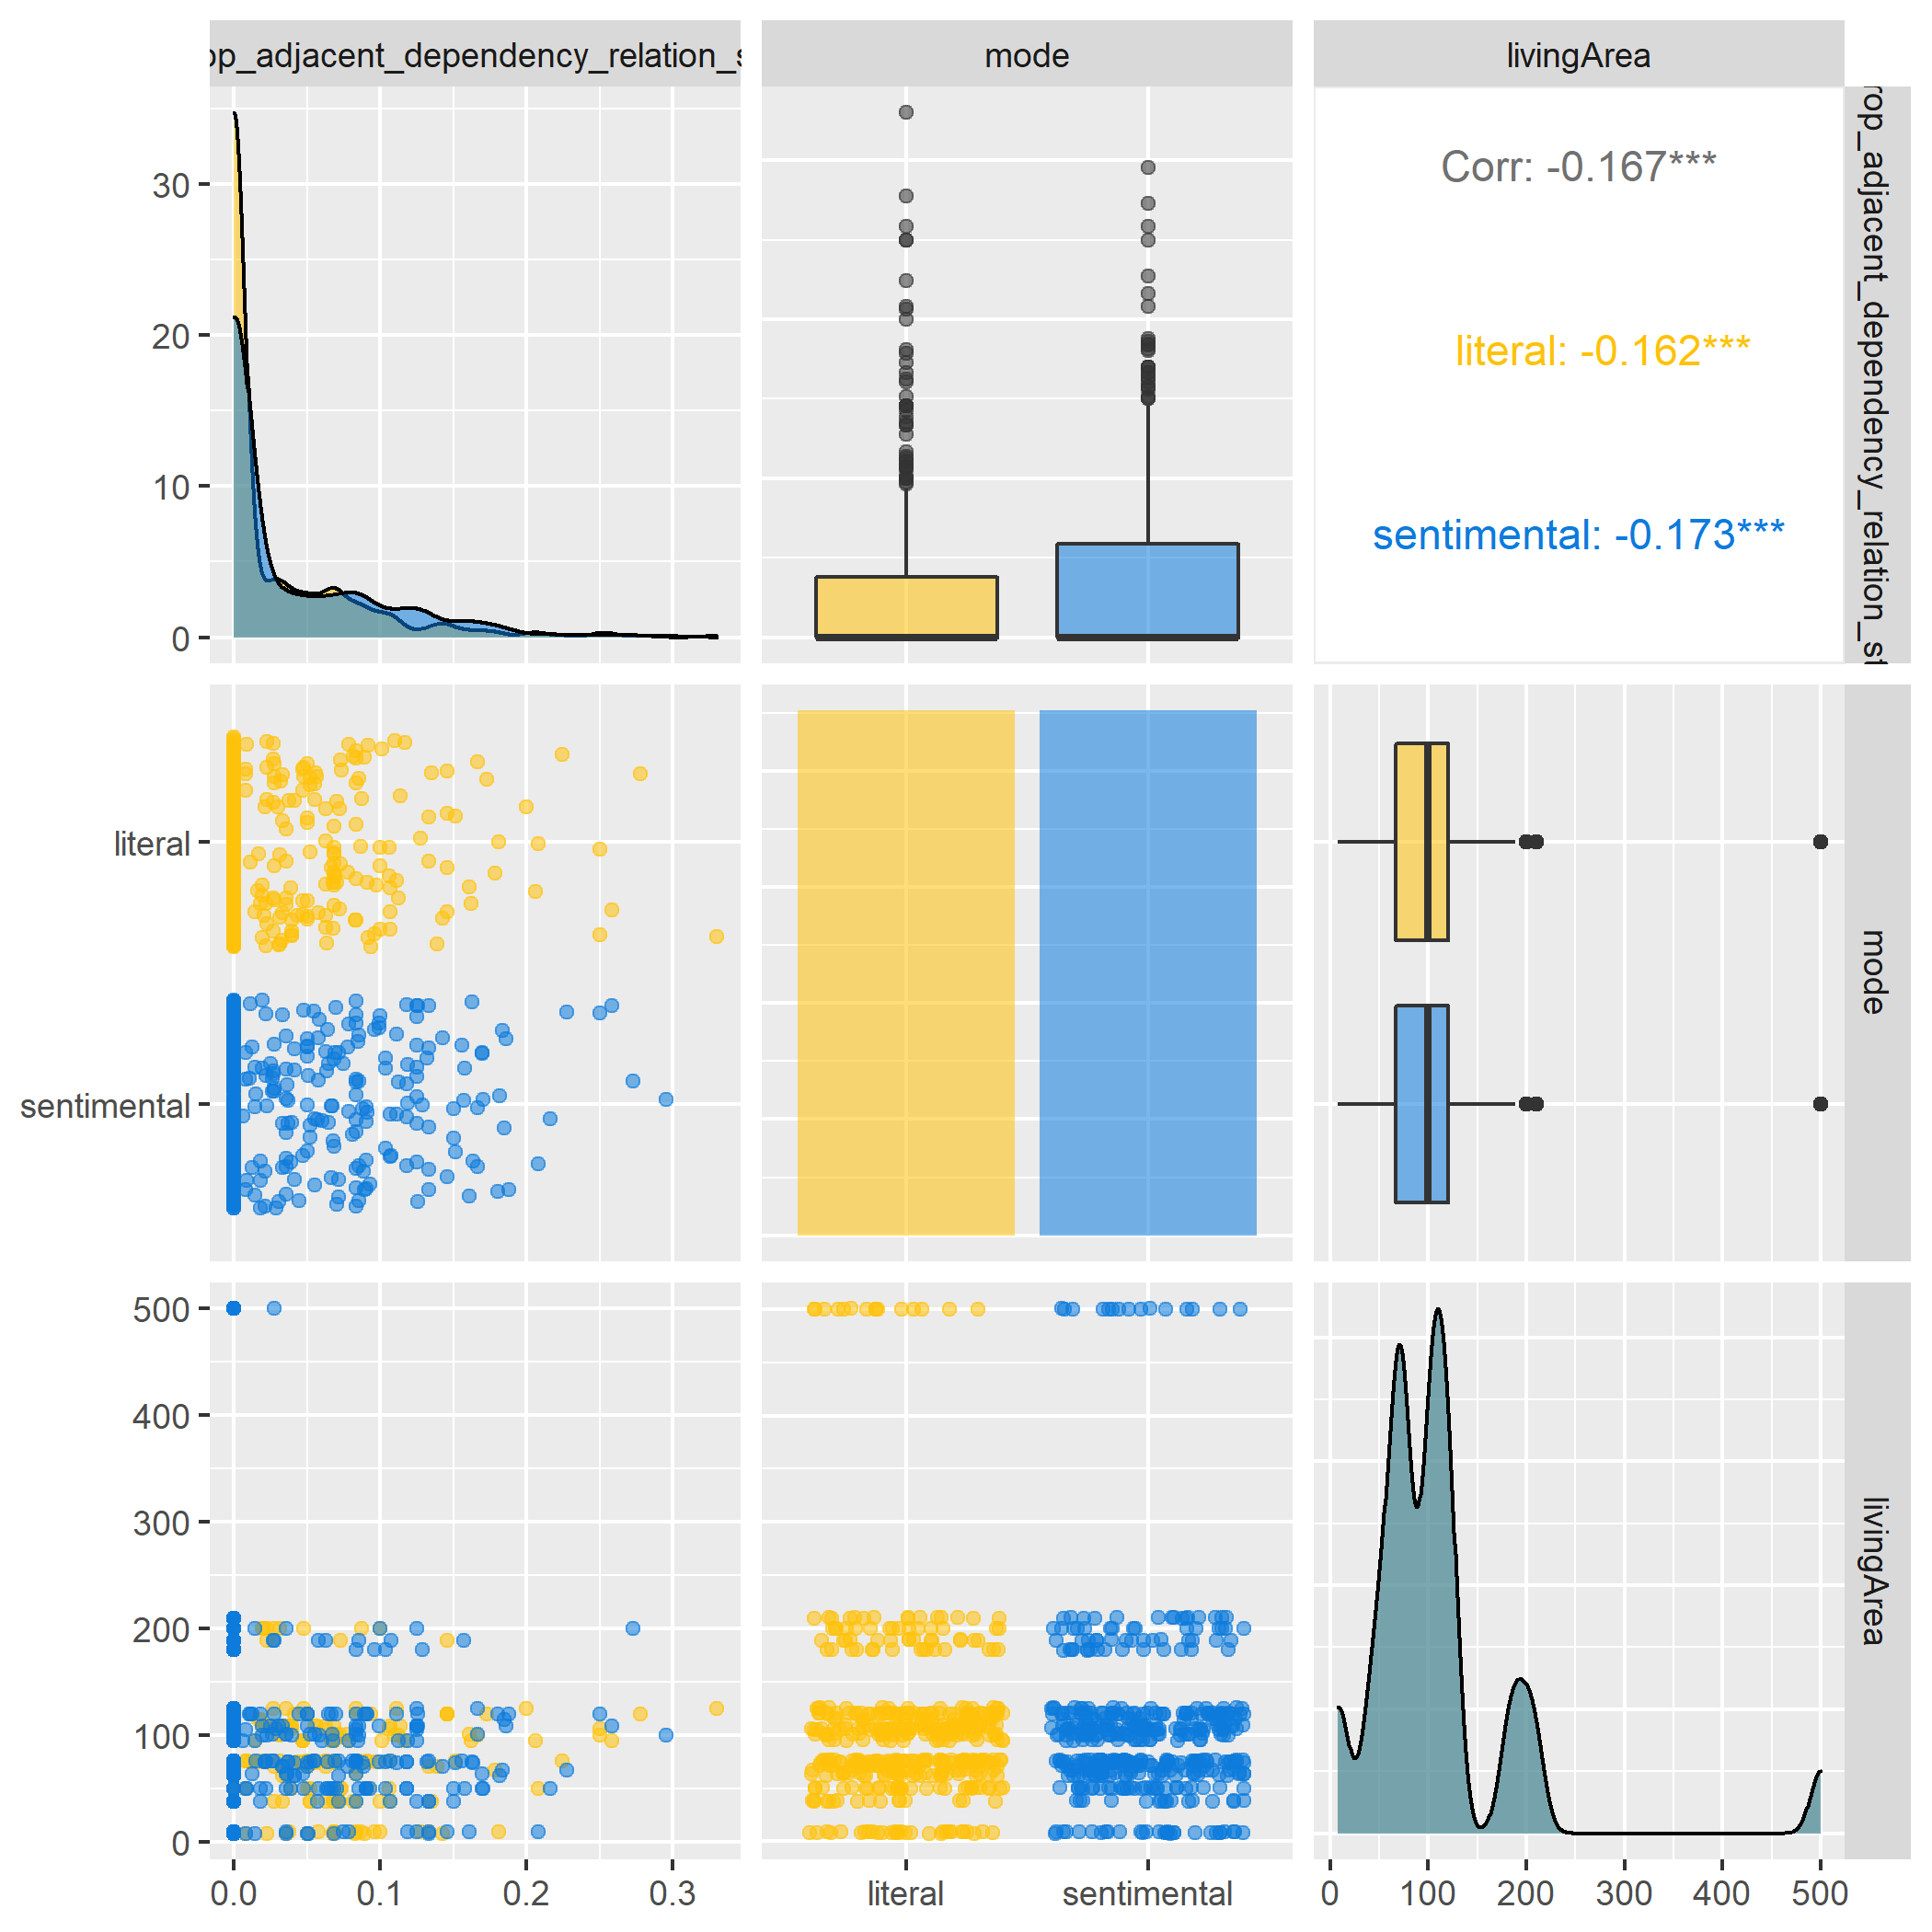 op_adjacent_dependency_relation_s
mode
livingArea
30
20
10
0
Corr: -0.167***
literal: -0.162***
sentimental: -0.173***
rop_adjacent_dependency_relation_st
literal
sentimental
mode
500
400
300
200
100
0
livingArea
0.0 0.1 0.2 0.3
literal sentimental
0 100 200 300 400 500